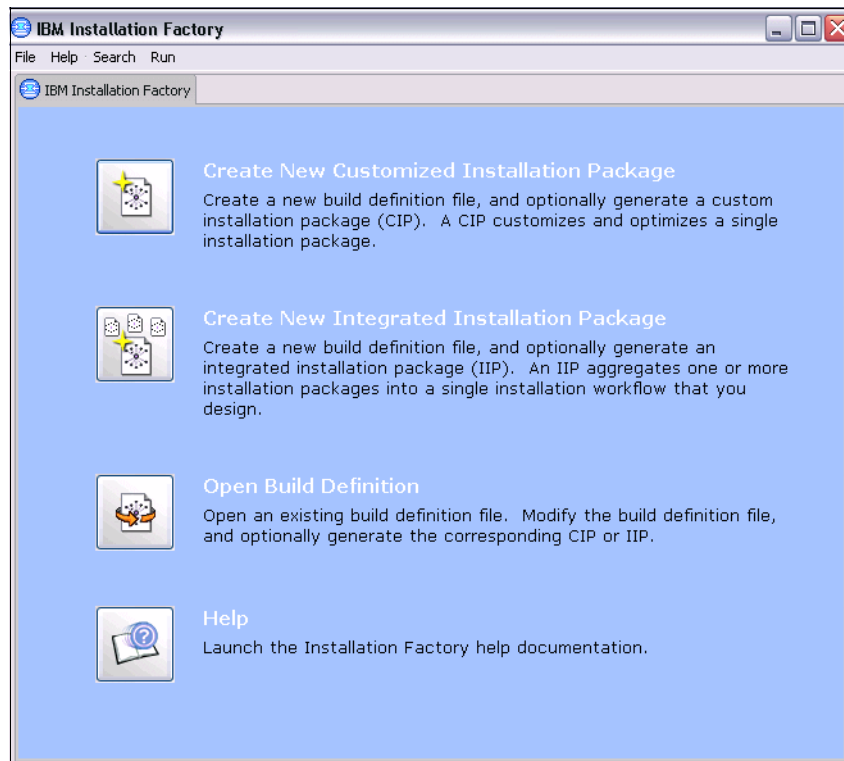 IBM Installation Factory
File Help Search Run
IBM Installation Factory
Create New Customized Installation Package
Create a new build definition file, and optionally generate a custom
installation package (CIP). A CIP customizes and optimizes a single
installation package.
Create New Integrated Installation Package
Create a new build definition file, and optionally generate an
integrated installation package (IIP). An IIP aggregates one or more
installation packages into a single installation workflow that you
design.
Open Build Definition
Open an existing build definition file. Modify the build definition file,
and optionally generate the corresponding CIP or IIP.
Help
Launch the Installation Factory help documentation.